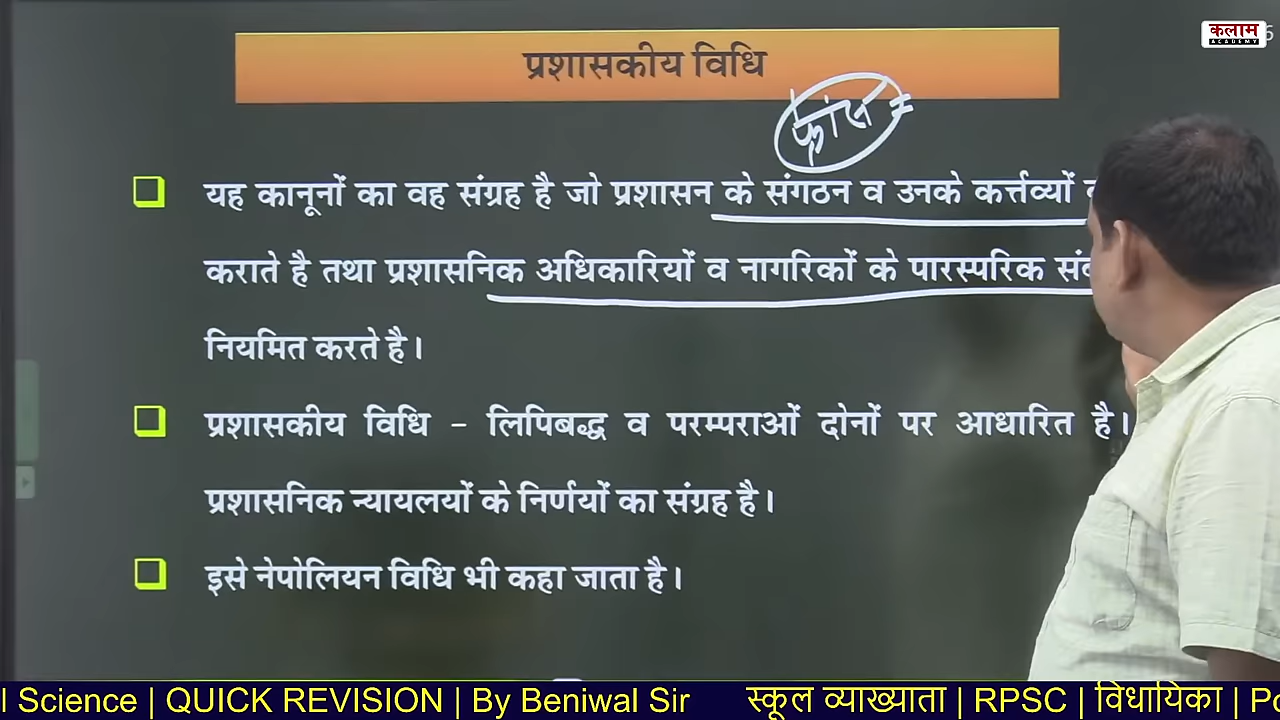 कलाम
ACADEMY
प्रशासकीय विधि
फ्रांस
यह कानूनों का वह संग्रह है जो प्रशासन के संगठन व उनके कर्त्तव्यों
कराते है तथा प्रशासनिक अधिकारियों व नागरिकों के पारस्परिक
नियमित करते है।
प्रशासकीय विधि – लिपिबद्ध व परम्पराओं दोनों पर आधारित है।
प्रशासनिक न्यायलयों के निर्णयों का संग्रह है।
इसे नेपोलियन विधि भी कहा जाता है।
l Science | QUICK REVISION | By Beniwal Sir स्कूल व्याख्याता | RPSC | विधायिका | Po